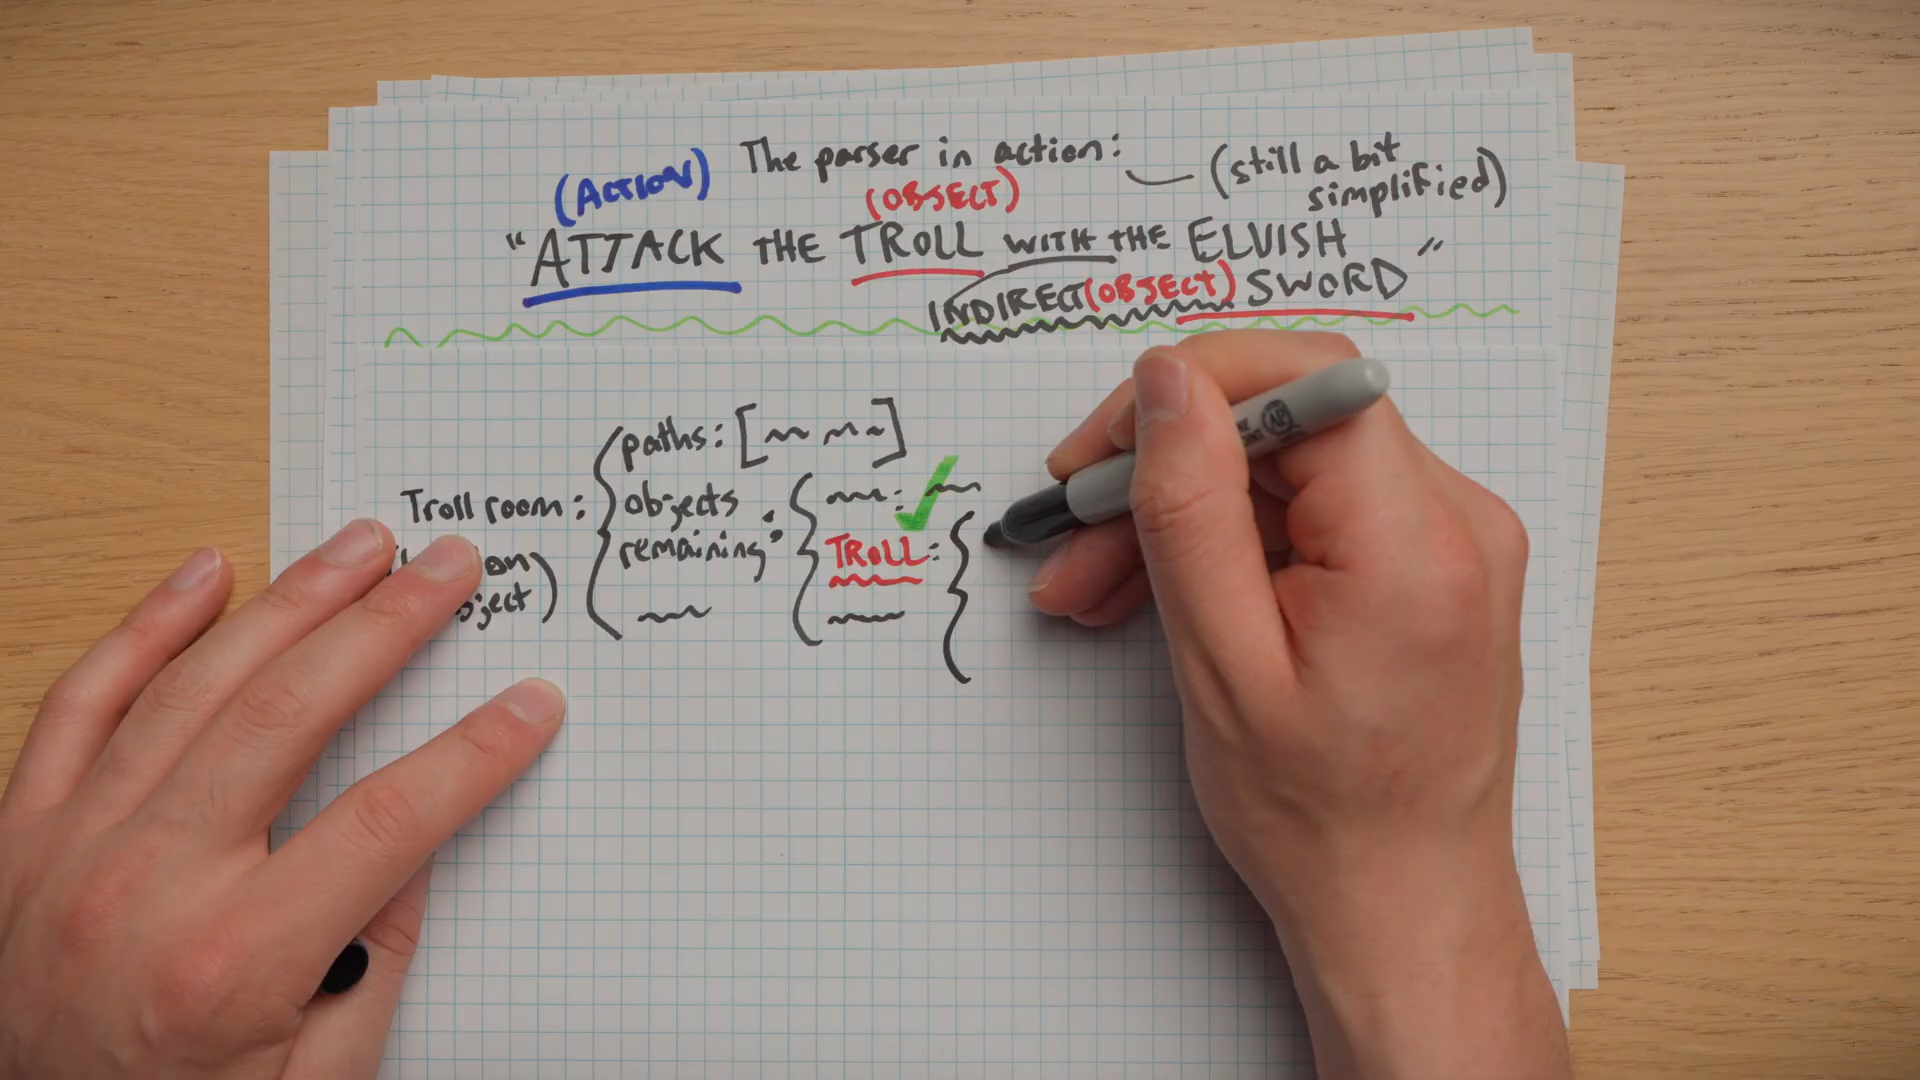 The parser in action:
(ACTION)
(still a bit
simplified)
(OBJECT)
"ATTACK THE TROLL WITH THE ELVISH
SWORD"
INDIRECT (OBJECT)
paths: [
]
Troll room:
objects
remaining:
TROLL:
AP